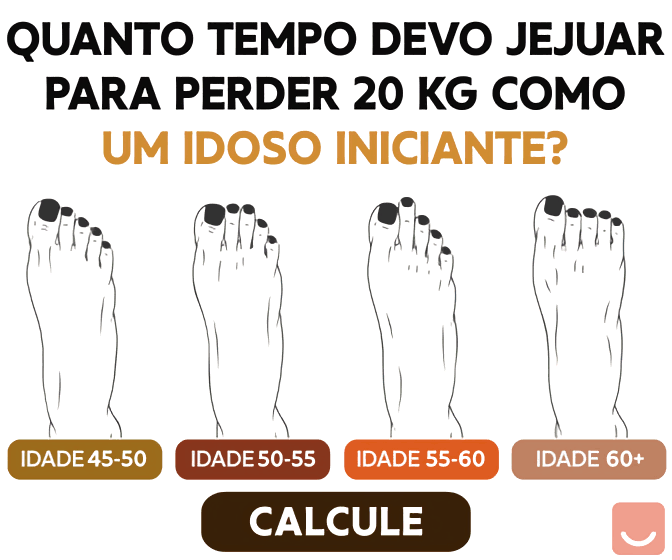 QUANTO TEMPO DEVO JEJUAR
PARA PERDER 20 KG COMO
UM IDOSO INICIANTE?
IDADE 45-50
IDADE 50-55
IDADE 55-60
IDADE 60+
CALCULE